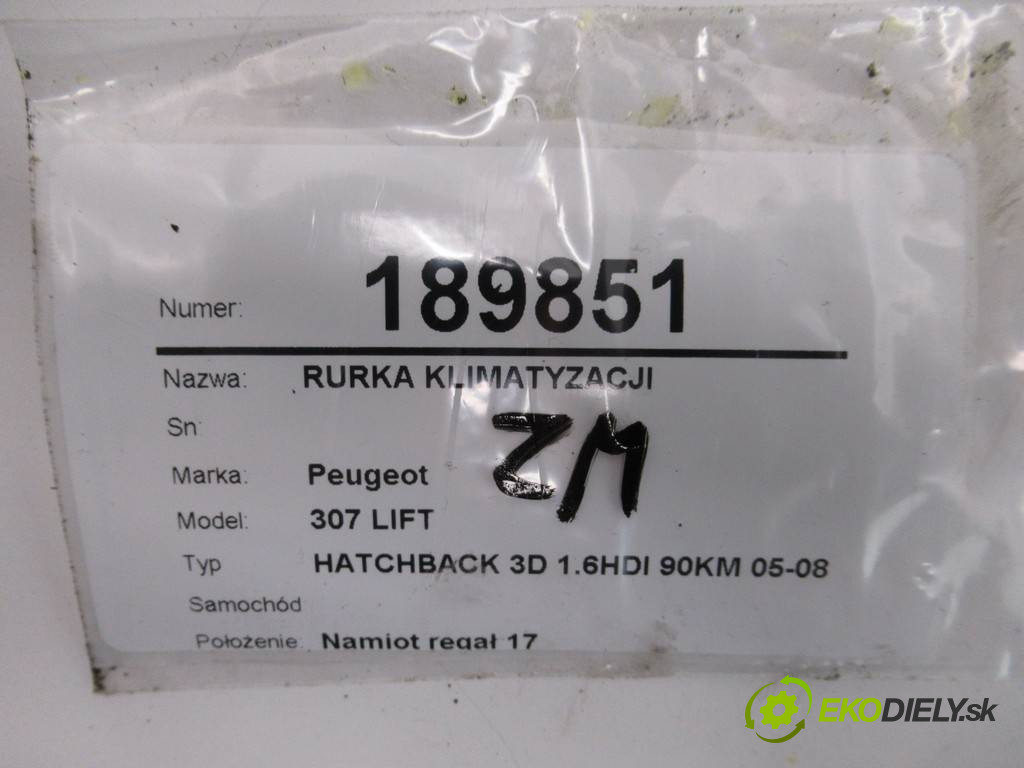 Numer: 189851
Nazwa: RURKA KLIMATYZACJI
Sn:
ZM
Marka: Peugeot
Model: 307 LIFT
Typ HATCHBACK 3D 1.6HDI 90KM 05-08
Samochód
Położenie: Namiot regał 17
EKODIELY.sk